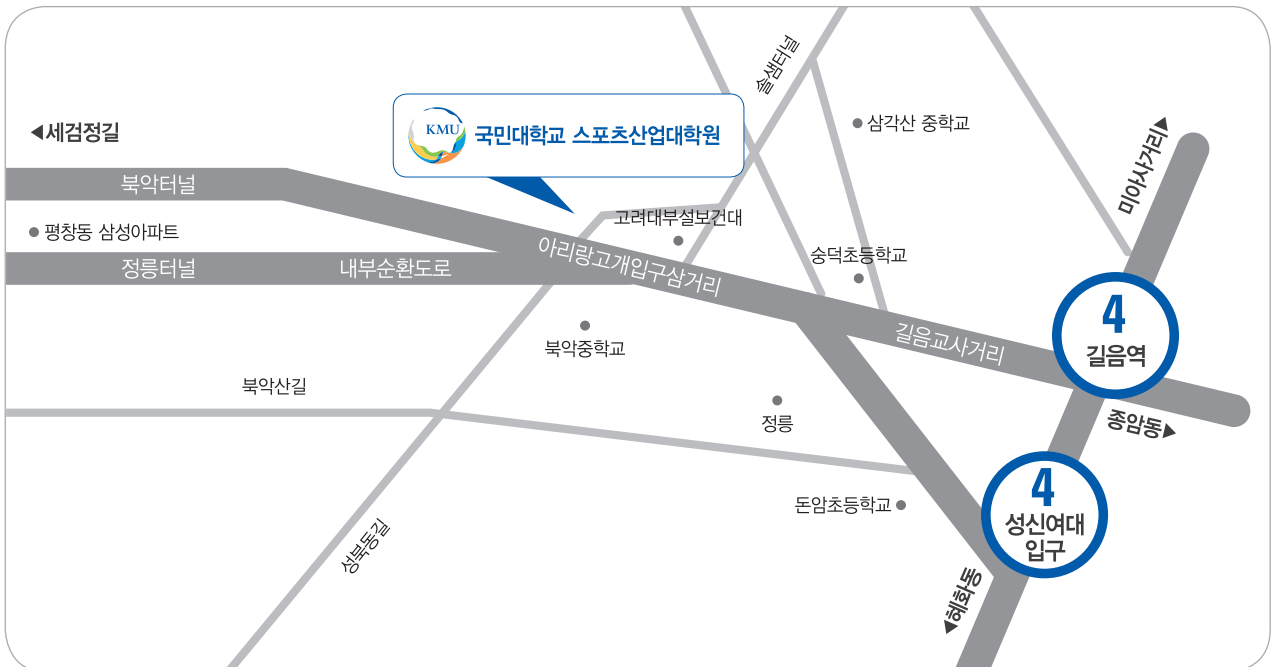 솔샘터널
◀세검정길
KMU 국민대학교 스포츠산업대학원
삼각산 중학교
미아사거리▶
북악터널
고려대부설보건대
평창동 삼성아파트
아리랑고개입구삼거리
숭덕초등학교
정릉터널
내부순환도로
4
길음역
길음교사거리
북악중학교
북악산길
정릉
종암동▶
4
성신여대
입구
돈암초등학교
성북동길
◀혜화동